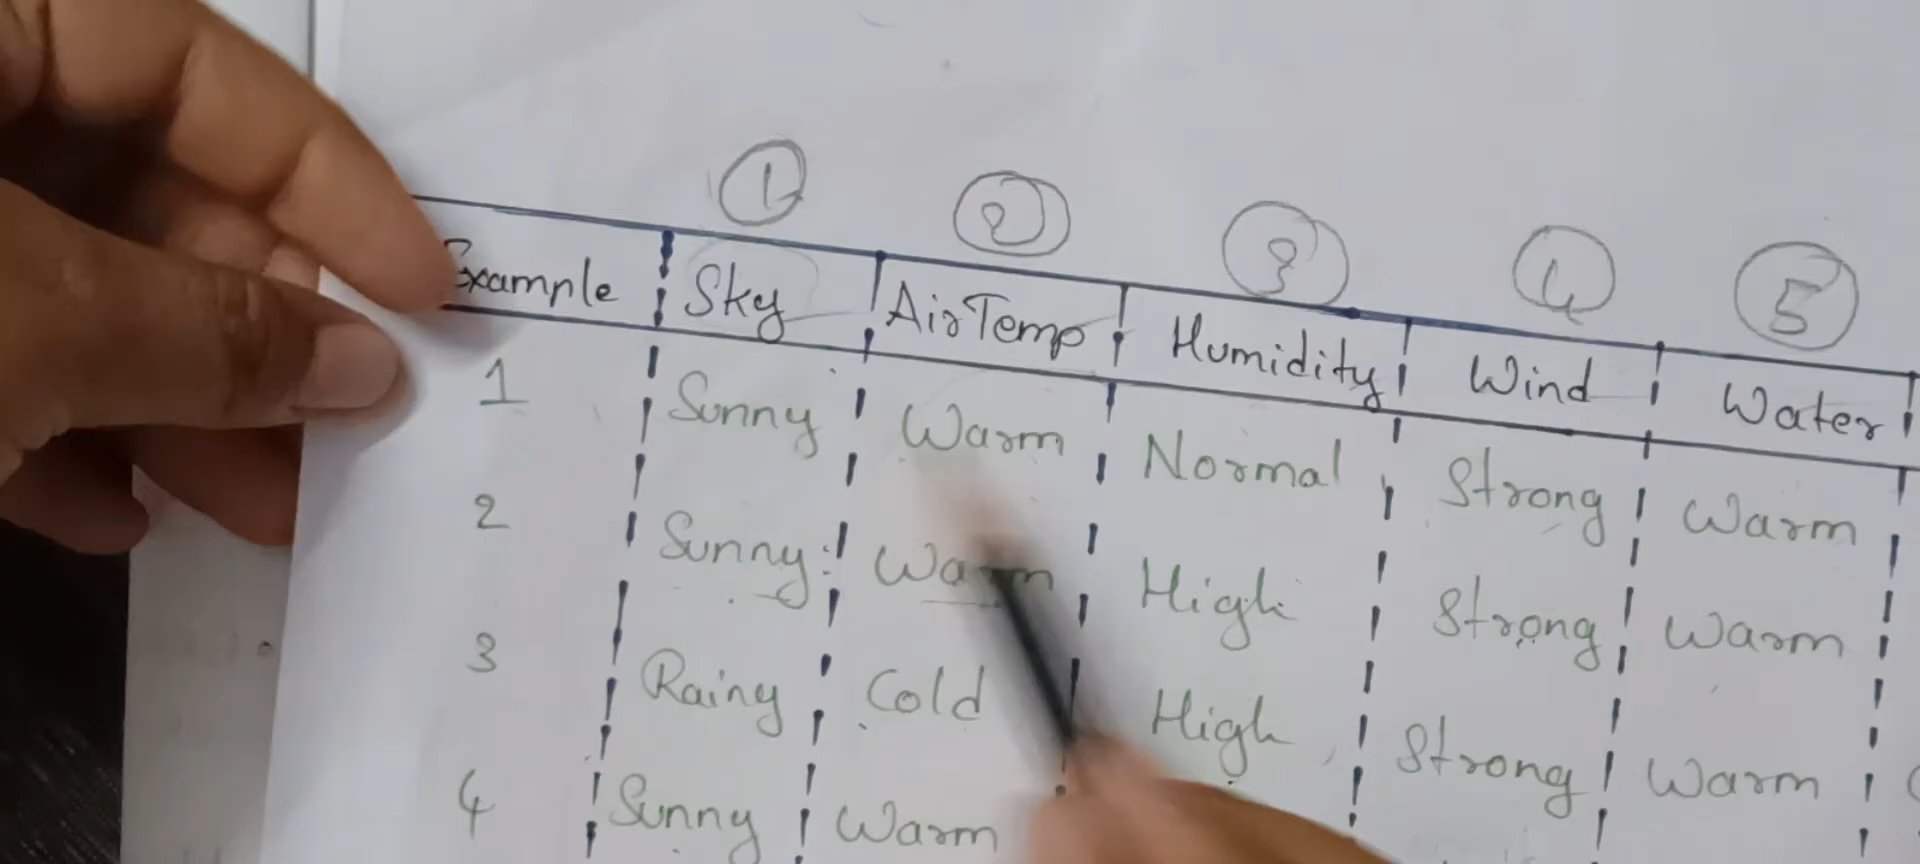 1 2 3 4 5
Example Sky AirTemp Humidity Wind Water
1 Sunny Warm Normal Strong Warm
2 Sunny Warm High Strong Warm
3 Rainy Cold High Strong Warm
4 Sunny Warm